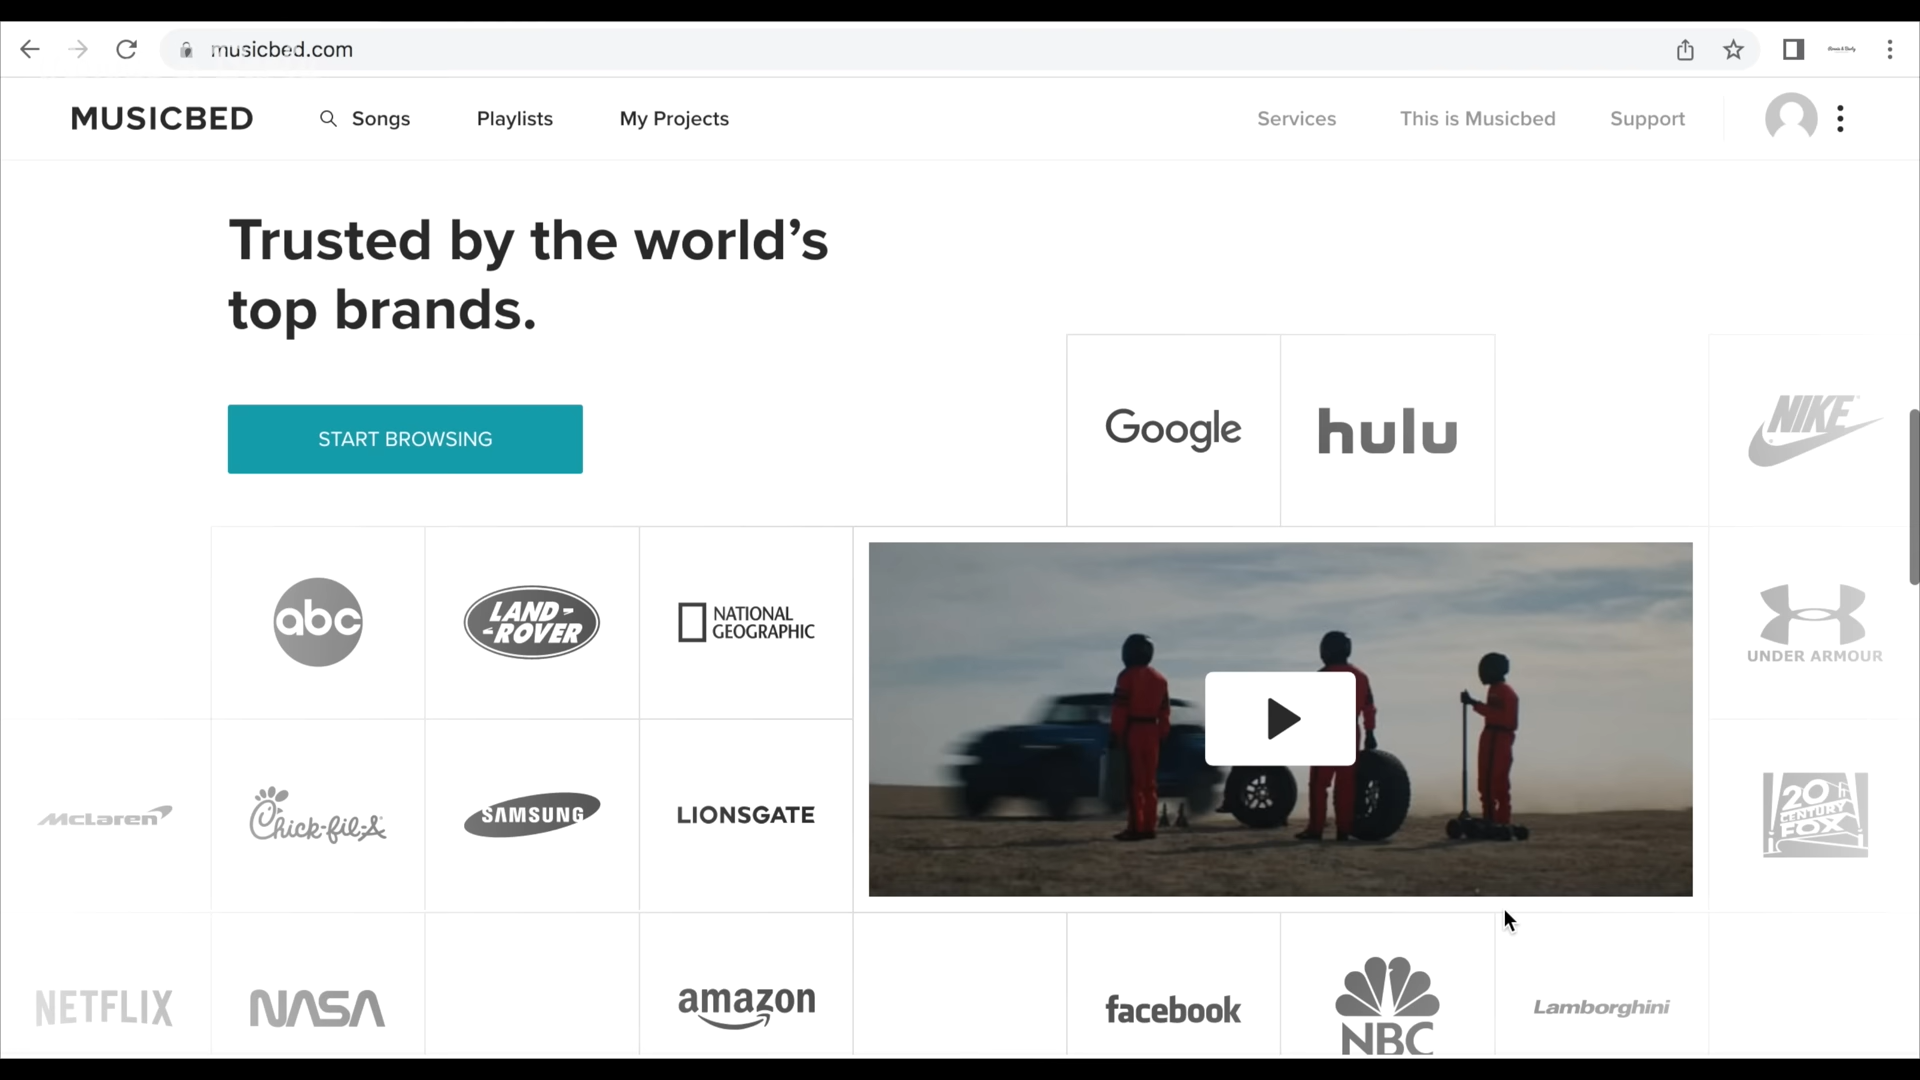 musicbed.com
MUSICBED
Songs
Playlists
My Projects
Services
This is Musicbed
Support
Trusted by the world’s
top brands.
START BROWSING
Google
hulu
NIKE
abc
LAND-
-ROVER
NATIONAL
GEOGRAPHIC
UNDER ARMOUR
McLaren
Chick-fil-A
SAMSUNG
LIONSGATE
20
CENTURY
FOX
NETFLIX
NASA
amazon
facebook
NBC
Lamborghini